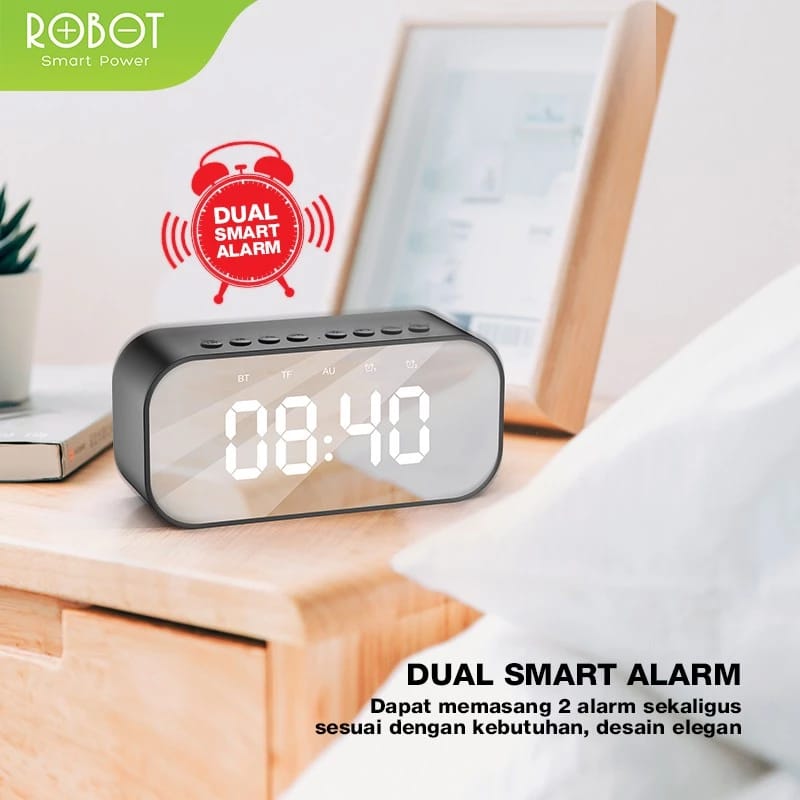 ROBOT
Smart Power
DUAL
SMART
ALARM
BT TF AU
08:40
DUAL SMART ALARM
Dapat memasang 2 alarm sekaligus
sesuai dengan kebutuhan, desain elegan